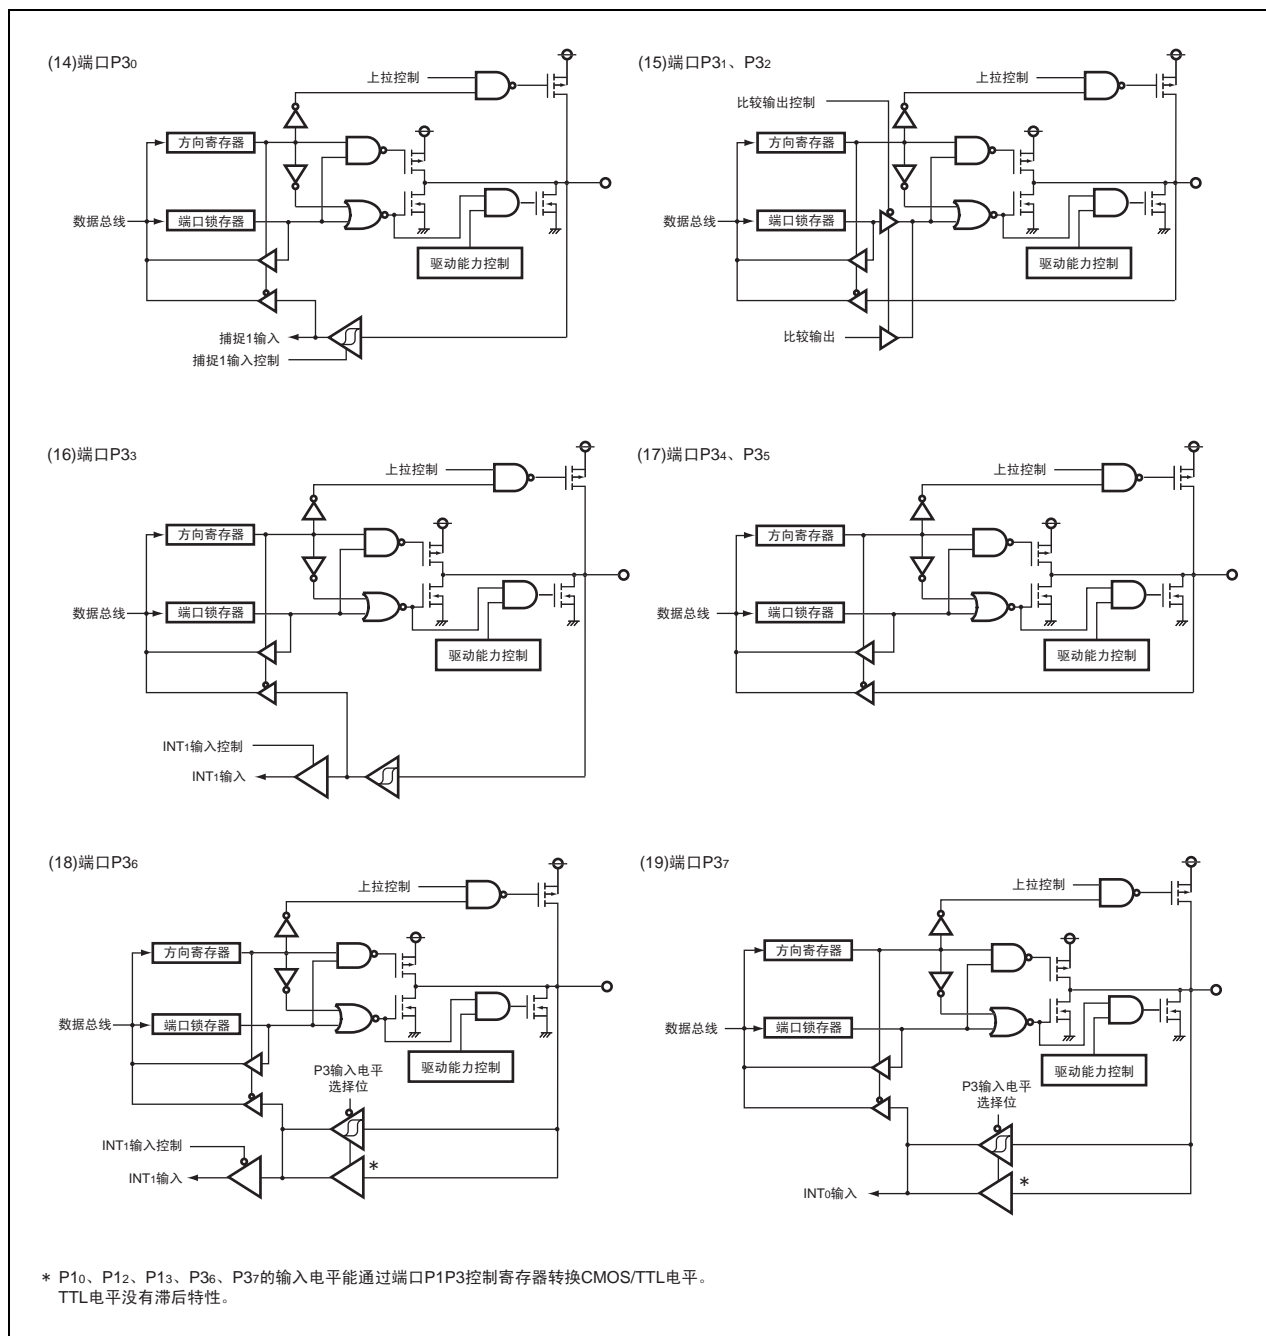 (14)端口P3₀
上拉控制
方向寄存器
数据总线
端口锁存器
驱动能力控制
捕捉1输入
捕捉1输入控制
(15)端口P3₁、P3₂
上拉控制
比较输出控制
方向寄存器
数据总线
端口锁存器
驱动能力控制
比较输出
(16)端口P3₃
上拉控制
方向寄存器
数据总线
端口锁存器
驱动能力控制
INT₁输入控制
INT₁输入
(17)端口P3₄、P3₅
上拉控制
方向寄存器
数据总线
端口锁存器
驱动能力控制
(18)端口P3₆
上拉控制
方向寄存器
数据总线
端口锁存器
驱动能力控制
P3输入电平
选择位
INT₁输入控制
*
INT₁输入
(19)端口P3₇
上拉控制
方向寄存器
数据总线
端口锁存器
驱动能力控制
P3输入电平
选择位
*
INT₀输入
* P1₀、P1₂、P1₃、P3₆、P3₇的输入电平能通过端口P1P3控制寄存器转换CMOS/TTL电平。
TTL电平没有滞后特性。